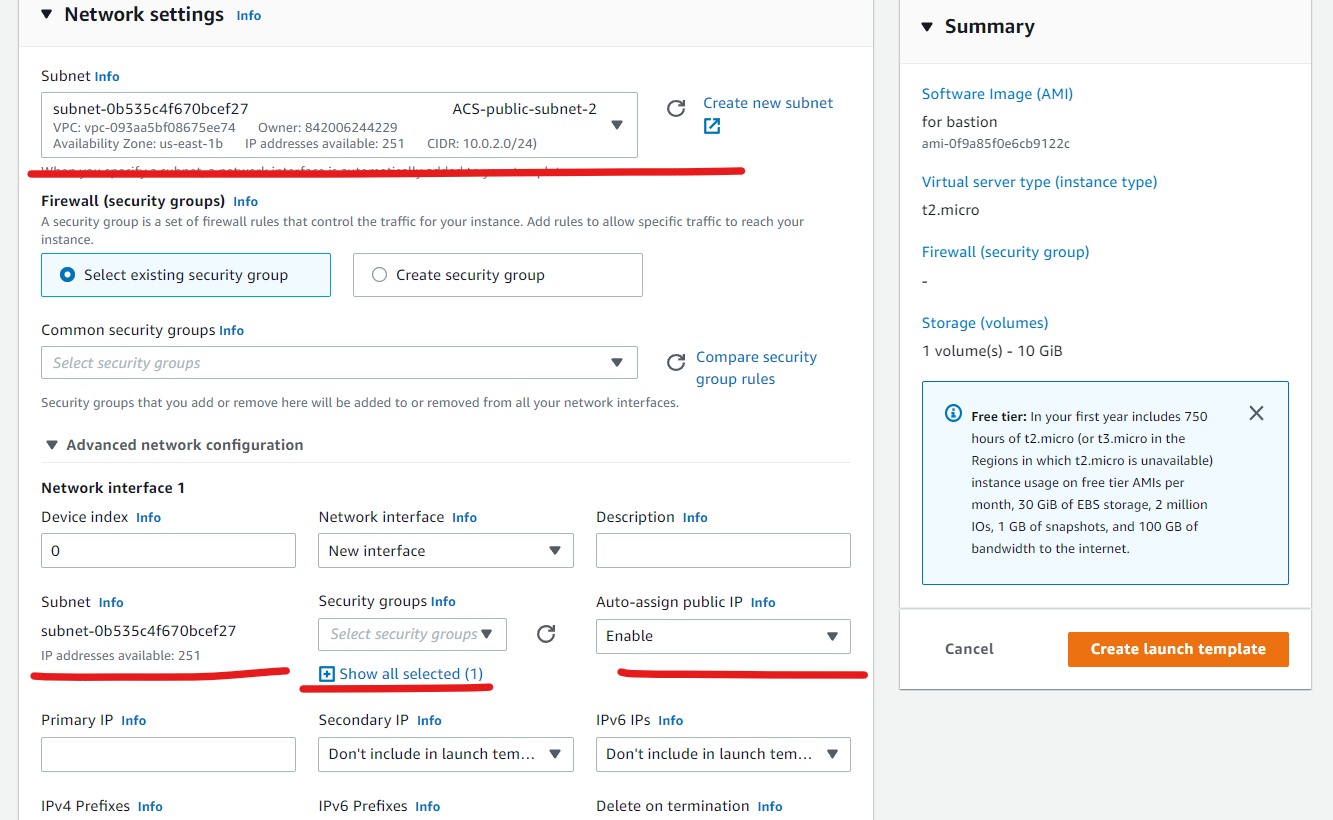 Network settings Info
Summary
Subnet Info
subnet-0b535c4f670bcef27 ACS-public-subnet-2
VPC: vpc-093aa5bf08675ee74 Owner: 842006244229
Availability Zone: us-east-1b IP addresses available: 251 CIDR: 10.0.2.0/24)
Create new subnet
When you specify a subnet, a network interface is automatically added to your template.
Firewall (security groups) Info
A security group is a set of firewall rules that control the traffic for your instance. Add rules to allow specific traffic to reach your
instance.
Select existing security group
Create security group
Common security groups Info
Select security groups
Compare security
group rules
Security groups that you add or remove here will be added to or removed from all your network interfaces.
Advanced network configuration
Network interface 1
Device index Info
Network interface Info
Description Info
0
New interface
Subnet Info
Security groups Info
Auto-assign public IP Info
subnet-0b535c4f670bcef27
Select security groups
Enable
IP addresses available: 251
Show all selected (1)
Primary IP Info
Secondary IP Info
IPv6 IPs Info
Don't include in launch tem...
Don't include in launch tem...
IPv4 Prefixes Info
IPv6 Prefixes Info
Delete on termination Info
Software Image (AMI)
for bastion
ami-0f9a85f0e6cb9122c
Virtual server type (instance type)
t2.micro
Firewall (security group)
-
Storage (volumes)
1 volume(s) - 10 GiB
Free tier: In your first year includes 750
hours of t2.micro (or t3.micro in the
Regions in which t2.micro is unavailable)
instance usage on free tier AMIs per
month, 30 GiB of EBS storage, 2 million
IOs, 1 GB of snapshots, and 100 GB of
bandwidth to the internet.
Cancel
Create launch template